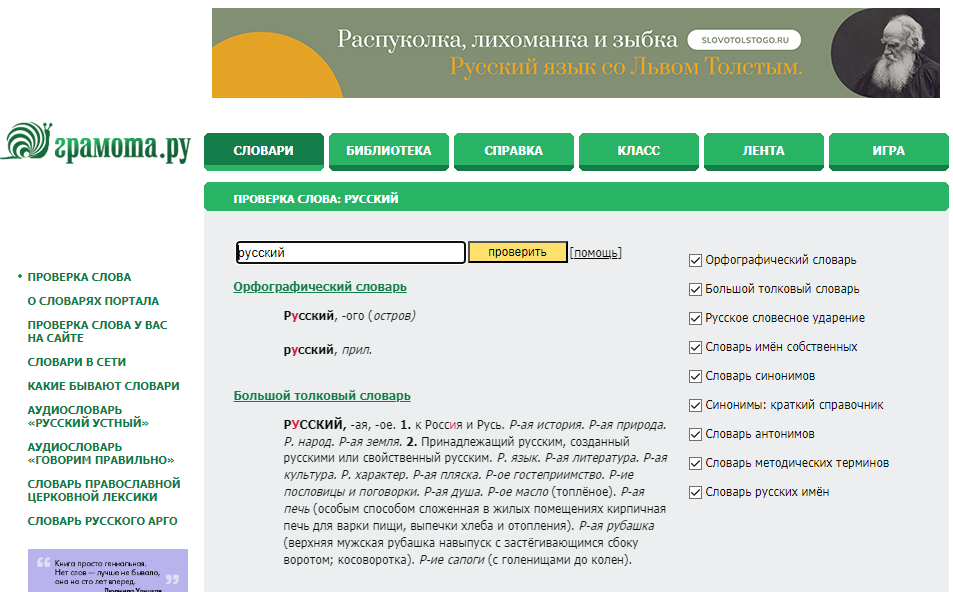 Распуколка, лихоманка и зыбка
SLOVOTOLSTOGO.RU
Русский язык со Львом Толстым.
грамота.ру
СЛОВАРИ
БИБЛИОТЕКА
СПРАВКА
КЛАСС
ЛЕНТА
ИГРА
ПРОВЕРКА СЛОВА: РУССКИЙ
ПРОВЕРКА СЛОВА
О СЛОВАРЯХ ПОРТАЛА
ПРОВЕРКА СЛОВА У ВАС
НА САЙТЕ
СЛОВАРИ В СЕТИ
КАКИЕ БЫВАЮТ СЛОВАРИ
АУДИОСЛОВАРЬ
«РУССКИЙ УСТНЫЙ»
АУДИОСЛОВАРЬ
«ГОВОРИМ ПРАВИЛЬНО»
СЛОВАРЬ ПРАВОСЛАВНОЙ
ЦЕРКОВНОЙ ЛЕКСИКИ
СЛОВАРЬ РУССКОГО АРГО
Книга просто гениальная.
Нет слов — лучше не бывало,
она на сто лет вперед.
русский
проверить
[помощь]
Орфографический словарь
Русский, -ого (остров)
русский, прил.
Большой толковый словарь
РУССКИЙ, -ая, -ое. 1. к Россия и Русь. Р-ая история. Р-ая природа.
Р. народ. Р-ая земля. 2. Принадлежащий русским, созданный
русскими или свойственный русским. Р. язык. Р-ая литература. Р-ая
культура. Р. характер. Р-ая пляска. Р-ое гостеприимство. Р-ие
пословицы и поговорки. Р-ая душа. Р-ое масло (топлёное). Р-ая
печь (особым способом сложенная в жилых помещениях кирпичная
печь для варки пищи, выпечки хлеба и отопления). Р-ая рубашка
(верхняя мужская рубашка навыпуск с застёгивающимся сбоку
воротом; косоворотка). Р-ие сапоги (с голенищами до колен).
Орфографический словарь
Большой толковый словарь
Русское словесное ударение
Словарь имён собственных
Словарь синонимов
Синонимы: краткий справочник
Словарь антонимов
Словарь методических терминов
Словарь русских имён